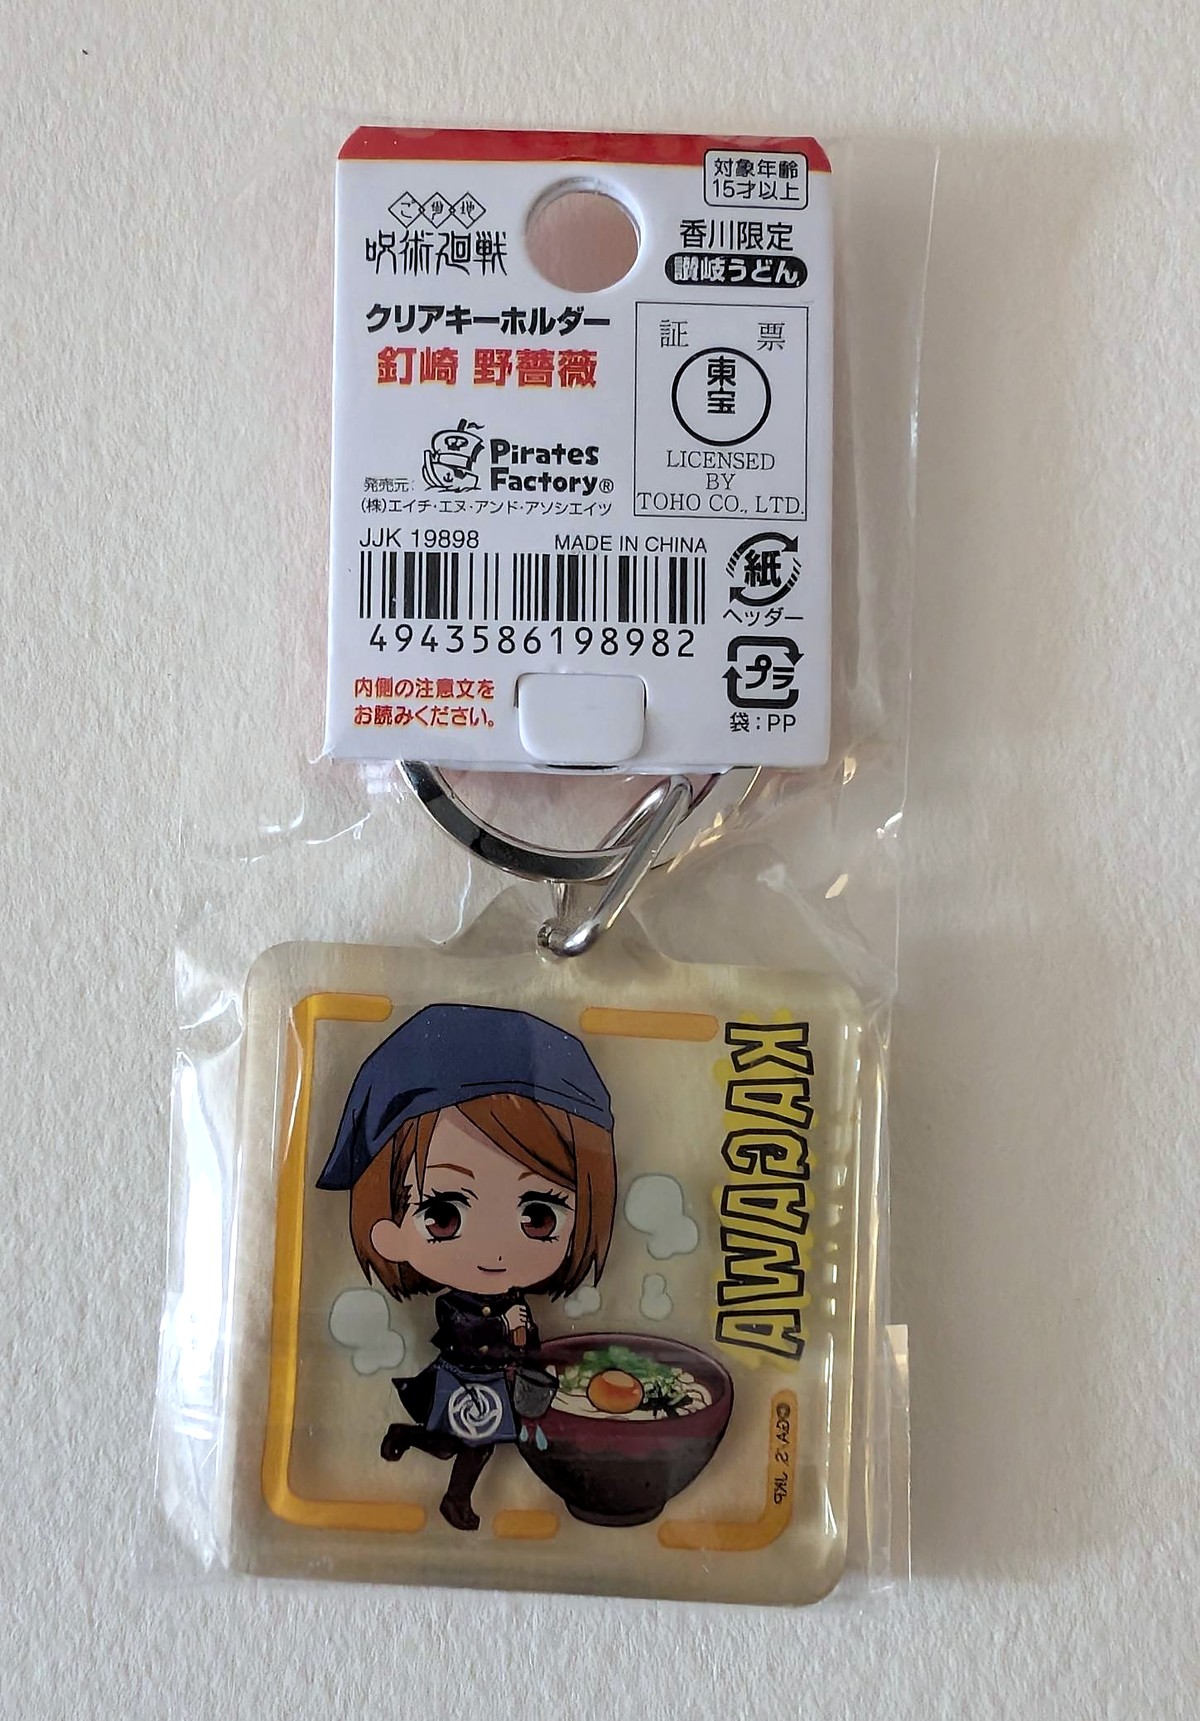 対象年齢
15才以上
ご当地
呪術廻戦
香川限定
讃岐うどん
クリアキーホルダー
釘崎 野薔薇
証 票
東宝
LICENSED
BY
TOHO CO., LTD.
Pirates
Factory®
発売元:
(株)エイチ・エヌ・アンド・アソシエイツ
JJK 19898
MADE IN CHINA
4943586198982
紙
ヘッダー
プラ
袋:PP
内側の注意文を
お読みください。
KAGAWA
©GA/S, JKP